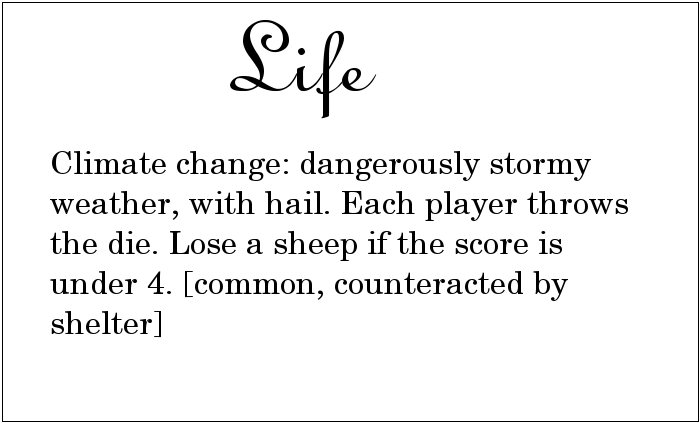 Life
Climate change: dangerously stormy
weather, with hail. Each player throws
the die. Lose a sheep if the score is
under 4. [common, counteracted by
shelter]